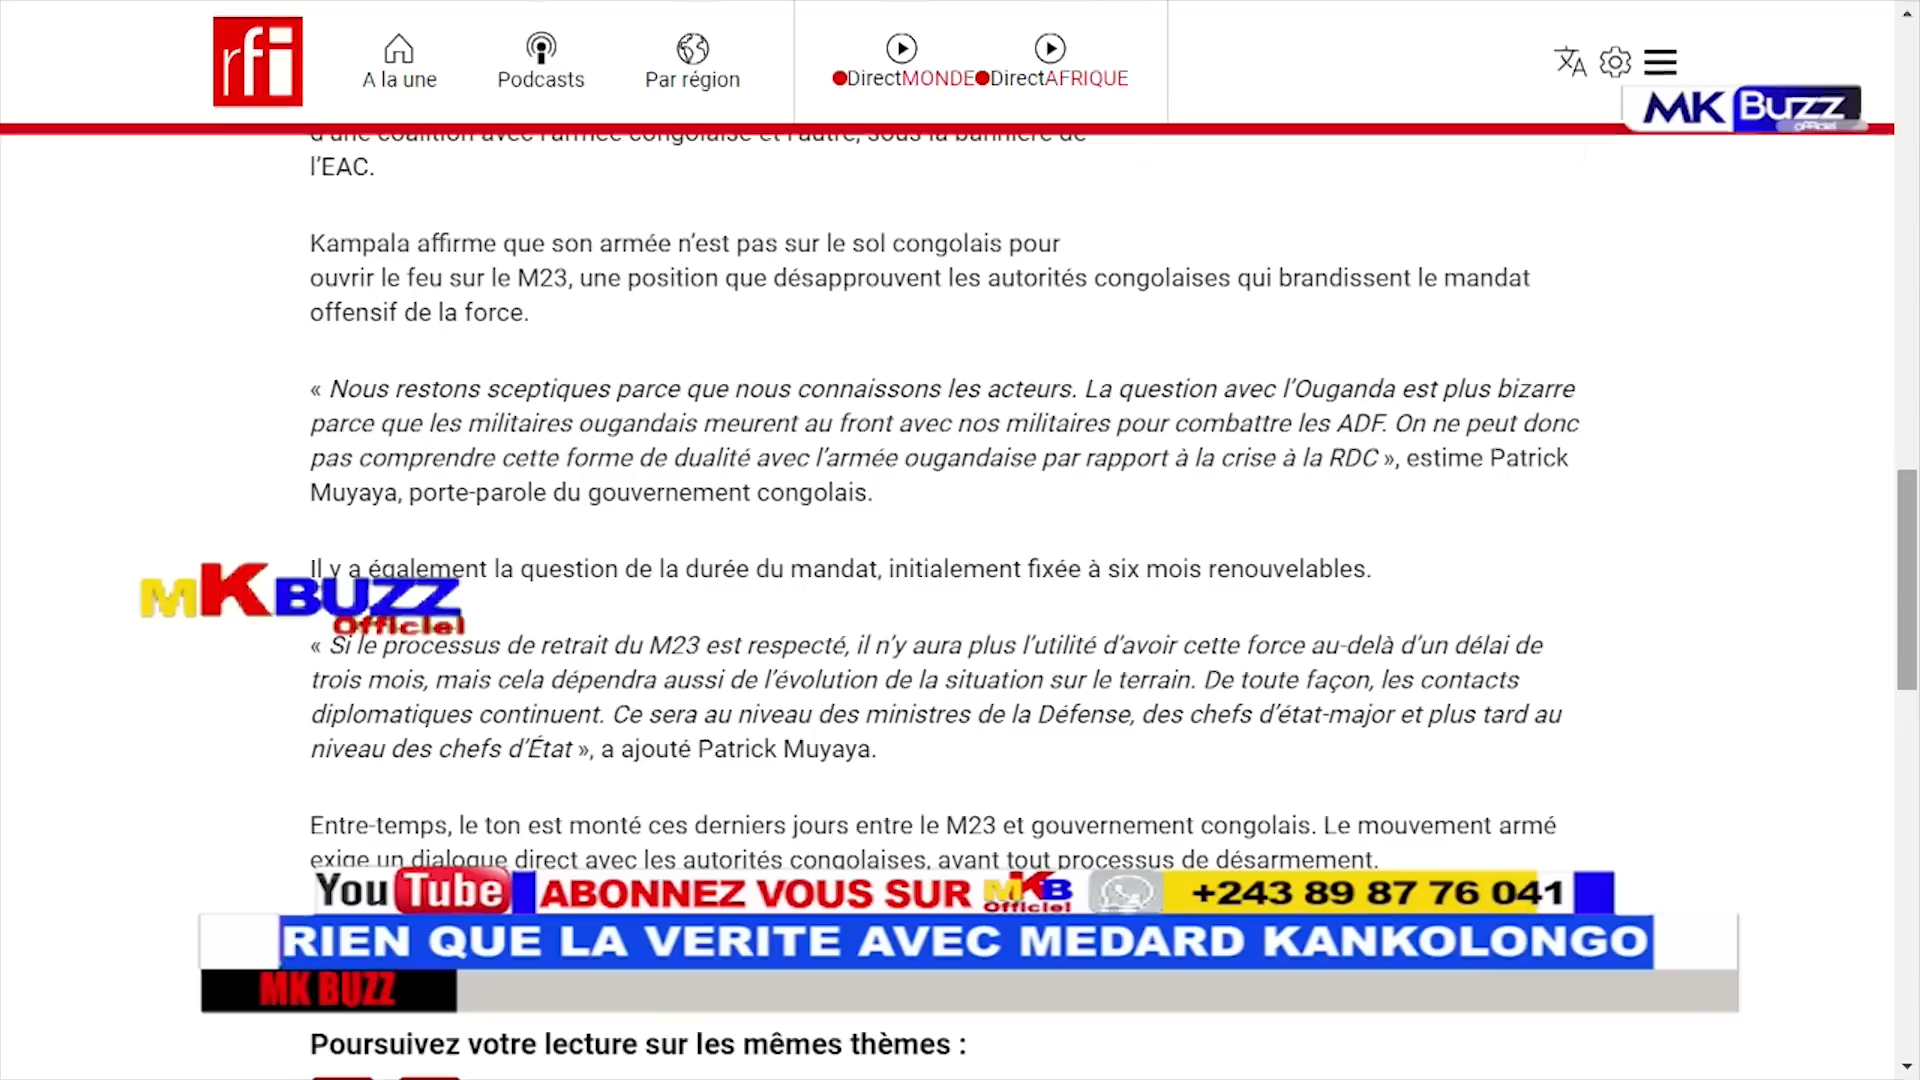 rfi
A la une
Podcasts
Par région
DirectMONDE
DirectAFRIQUE
MK Buzz
officiel
d'une coalition avec l'armée congolaise et l'autre, sous la bannière de
l'EAC.
Kampala affirme que son armée n'est pas sur le sol congolais pour
ouvrir le feu sur le M23, une position que désapprouvent les autorités congolaises qui brandissent le mandat
offensif de la force.
« Nous restons sceptiques parce que nous connaissons les acteurs. La question avec l'Ouganda est plus bizarre
parce que les militaires ougandais meurent au front avec nos militaires pour combattre les ADF. On ne peut donc
pas comprendre cette forme de dualité avec l'armée ougandaise par rapport à la crise à la RDC », estime Patrick
Muyaya, porte-parole du gouvernement congolais.
Il y a également la question de la durée du mandat, initialement fixée à six mois renouvelables.
MKBUZZ
Officiel
« Si le processus de retrait du M23 est respecté, il n'y aura plus l'utilité d'avoir cette force au-delà d'un délai de
trois mois, mais cela dépendra aussi de l'évolution de la situation sur le terrain. De toute façon, les contacts
diplomatiques continuent. Ce sera au niveau des ministres de la Défense, des chefs d'état-major et plus tard au
niveau des chefs d'État », a ajouté Patrick Muyaya.
Entre-temps, le ton est monté ces derniers jours entre le M23 et gouvernement congolais. Le mouvement armé
exige un dialogue direct avec les autorités congolaises, avant tout processus de désarmement.
YouTube ABONNEZ VOUS SUR MKB Officiel +243 89 87 76 041
RIEN QUE LA VERITE AVEC MEDARD KANKOLONGO
MK BUZZ
Poursuivez votre lecture sur les mêmes thèmes :